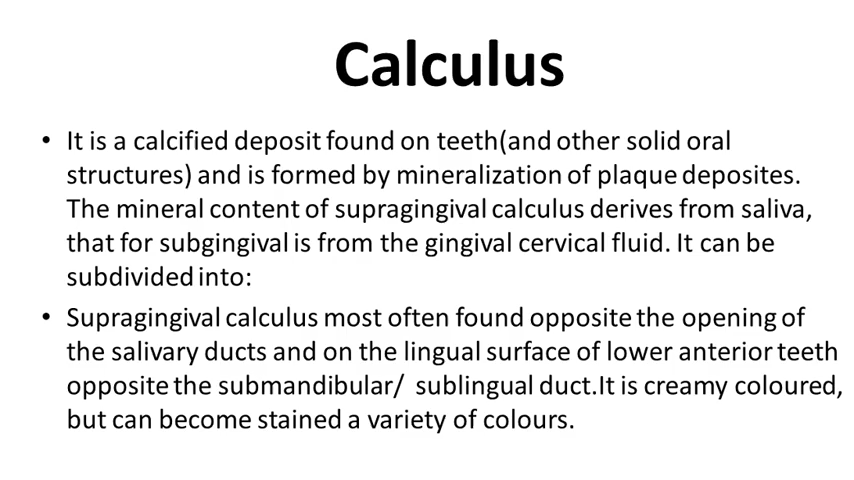 Calculus
• It is a calcified deposit found on teeth(and other solid oral
structures) and is formed by mineralization of plaque deposites.
The mineral content of supragingival calculus derives from saliva,
that for subgingival is from the gingival cervical fluid. It can be
subdivided into:
• Supragingival calculus most often found opposite the opening of
the salivary ducts and on the lingual surface of lower anterior teeth
opposite the submandibular/ sublingual duct.It is creamy coloured,
but can become stained a variety of colours.